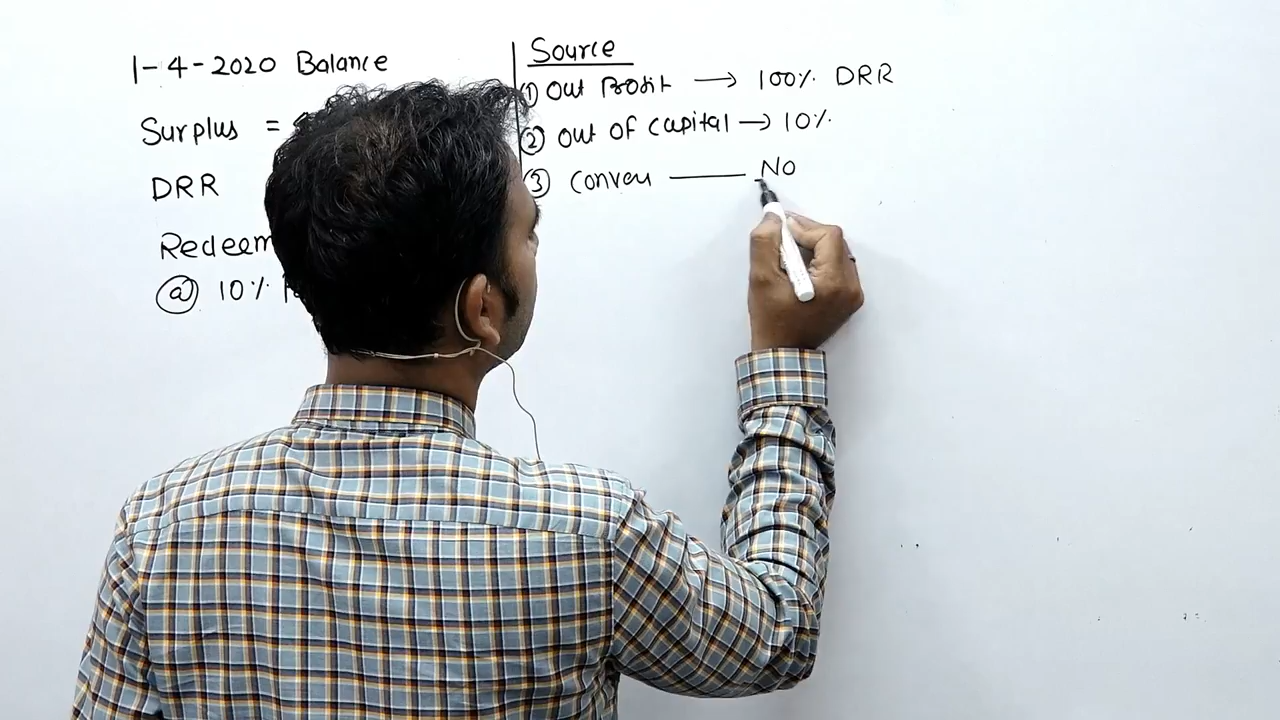 1-4-2020 Balance
Surplus =
DRR
Redeem
@ 10%
Source
① Out Profit → 100% DRR
② Out OF Capital → 10%
③ Conver —— No